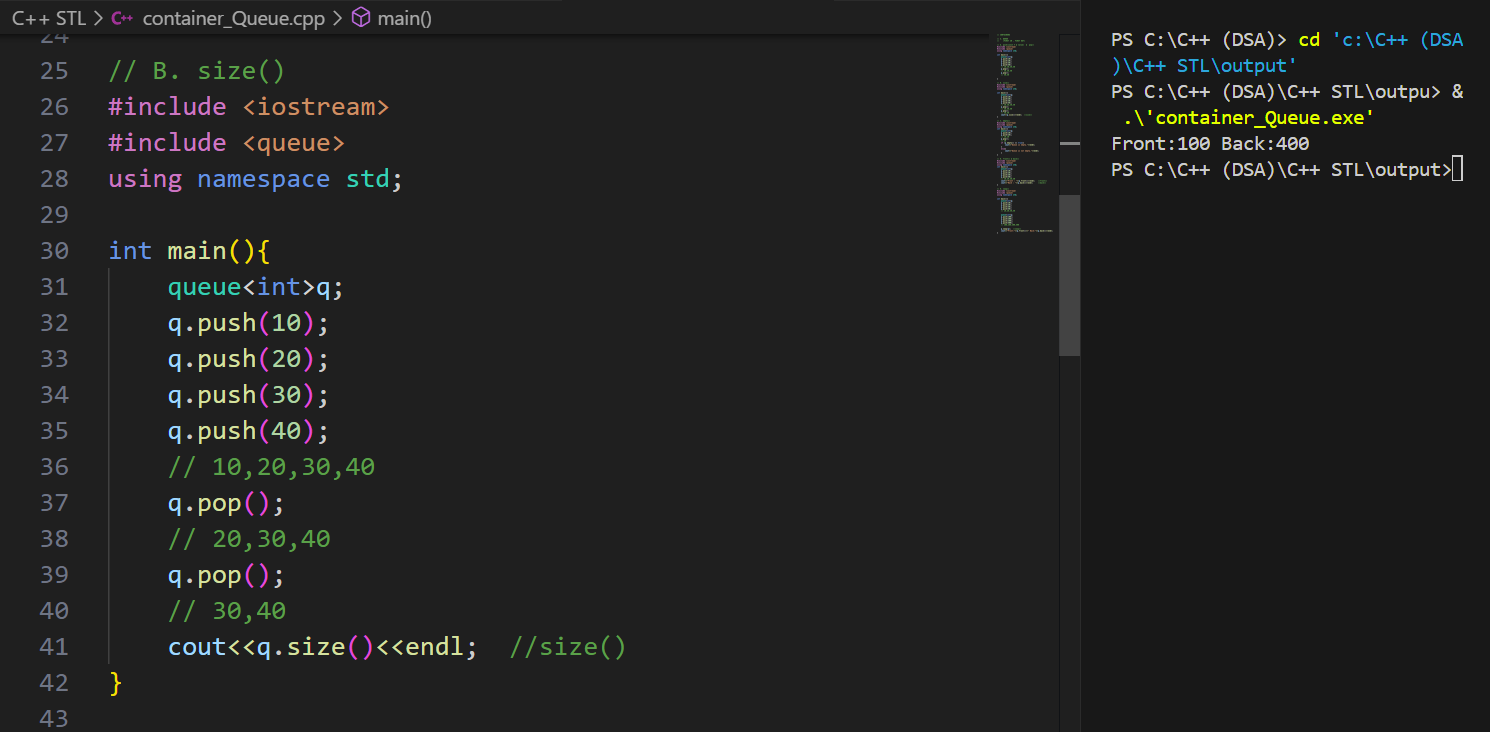 C++ STL > container_Queue.cpp > main()
24
25 // B. size()
26 #include <iostream>
27 #include <queue>
28 using namespace std;
29
30 int main(){
31 queue<int>q;
32 q.push(10);
33 q.push(20);
34 q.push(30);
35 q.push(40);
36 // 10,20,30,40
37 q.pop();
38 // 20,30,40
39 q.pop();
40 // 30,40
41 cout<<q.size()<<endl; //size()
42 }
43
PS C:\C++ (DSA)> cd 'c:\C++ (DSA
)\C++ STL\output'
PS C:\C++ (DSA)\C++ STL\outpu> &
.\'container_Queue.exe'
Front:100 Back:400
PS C:\C++ (DSA)\C++ STL\output>